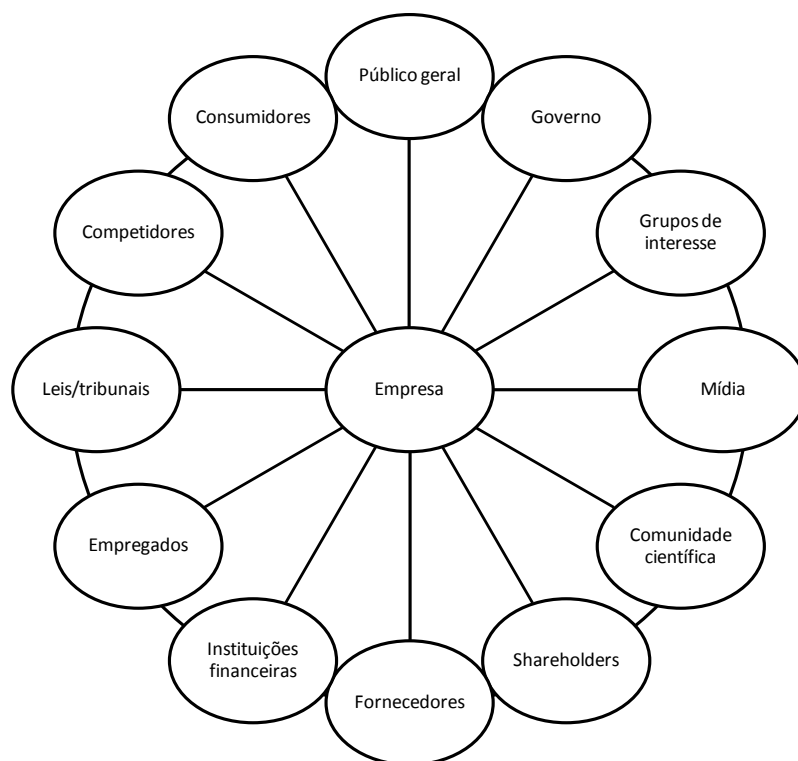 Público geral
Consumidores
Governo
Competidores
Grupos de
interesse
Leis/tribunais
Empresa
Mídia
Empregados
Comunidade
científica
Instituições
financeiras
Shareholders
Fornecedores